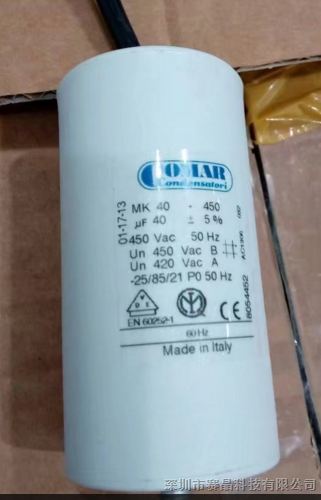 COMAR
Condensatori
MK 40 - 450
µF 40 ± 5%
450 Vac 50 Hz
Un 450 Vac B
Un 420 Vac A
-25/85/21 P0 50 Hz
EN 60252-1
60Hz
Made in Italy
01-17-13
8054452
深圳市赛晶科技有限公司